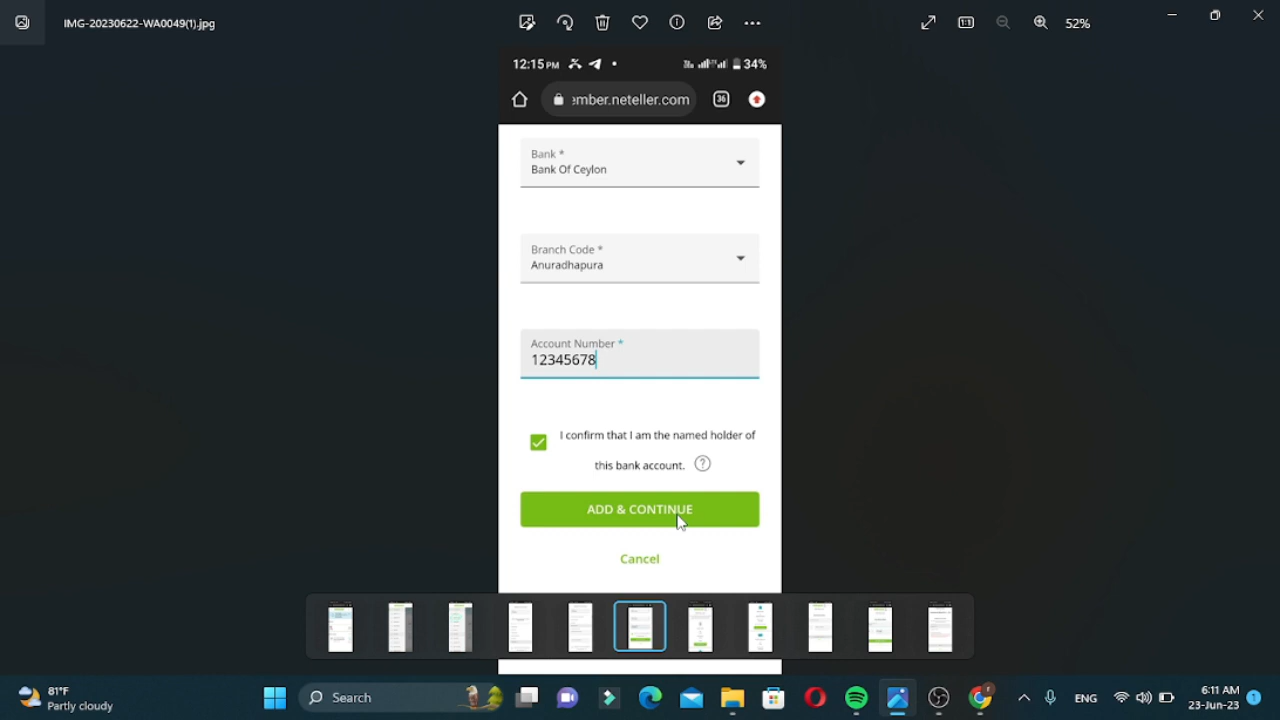 IMG-20230622-WA0049(1).jpg
52%
12:15 PM
34%
ember.neteller.com
36
Bank *
Bank Of Ceylon
Branch Code *
Anuradhapura
Account Number *
12345678
I confirm that I am the named holder of
this bank account. ?
ADD & CONTINUE
Cancel
81°F
Partly cloudy
Search
ENG
6:11 AM
23-Jun-23
1